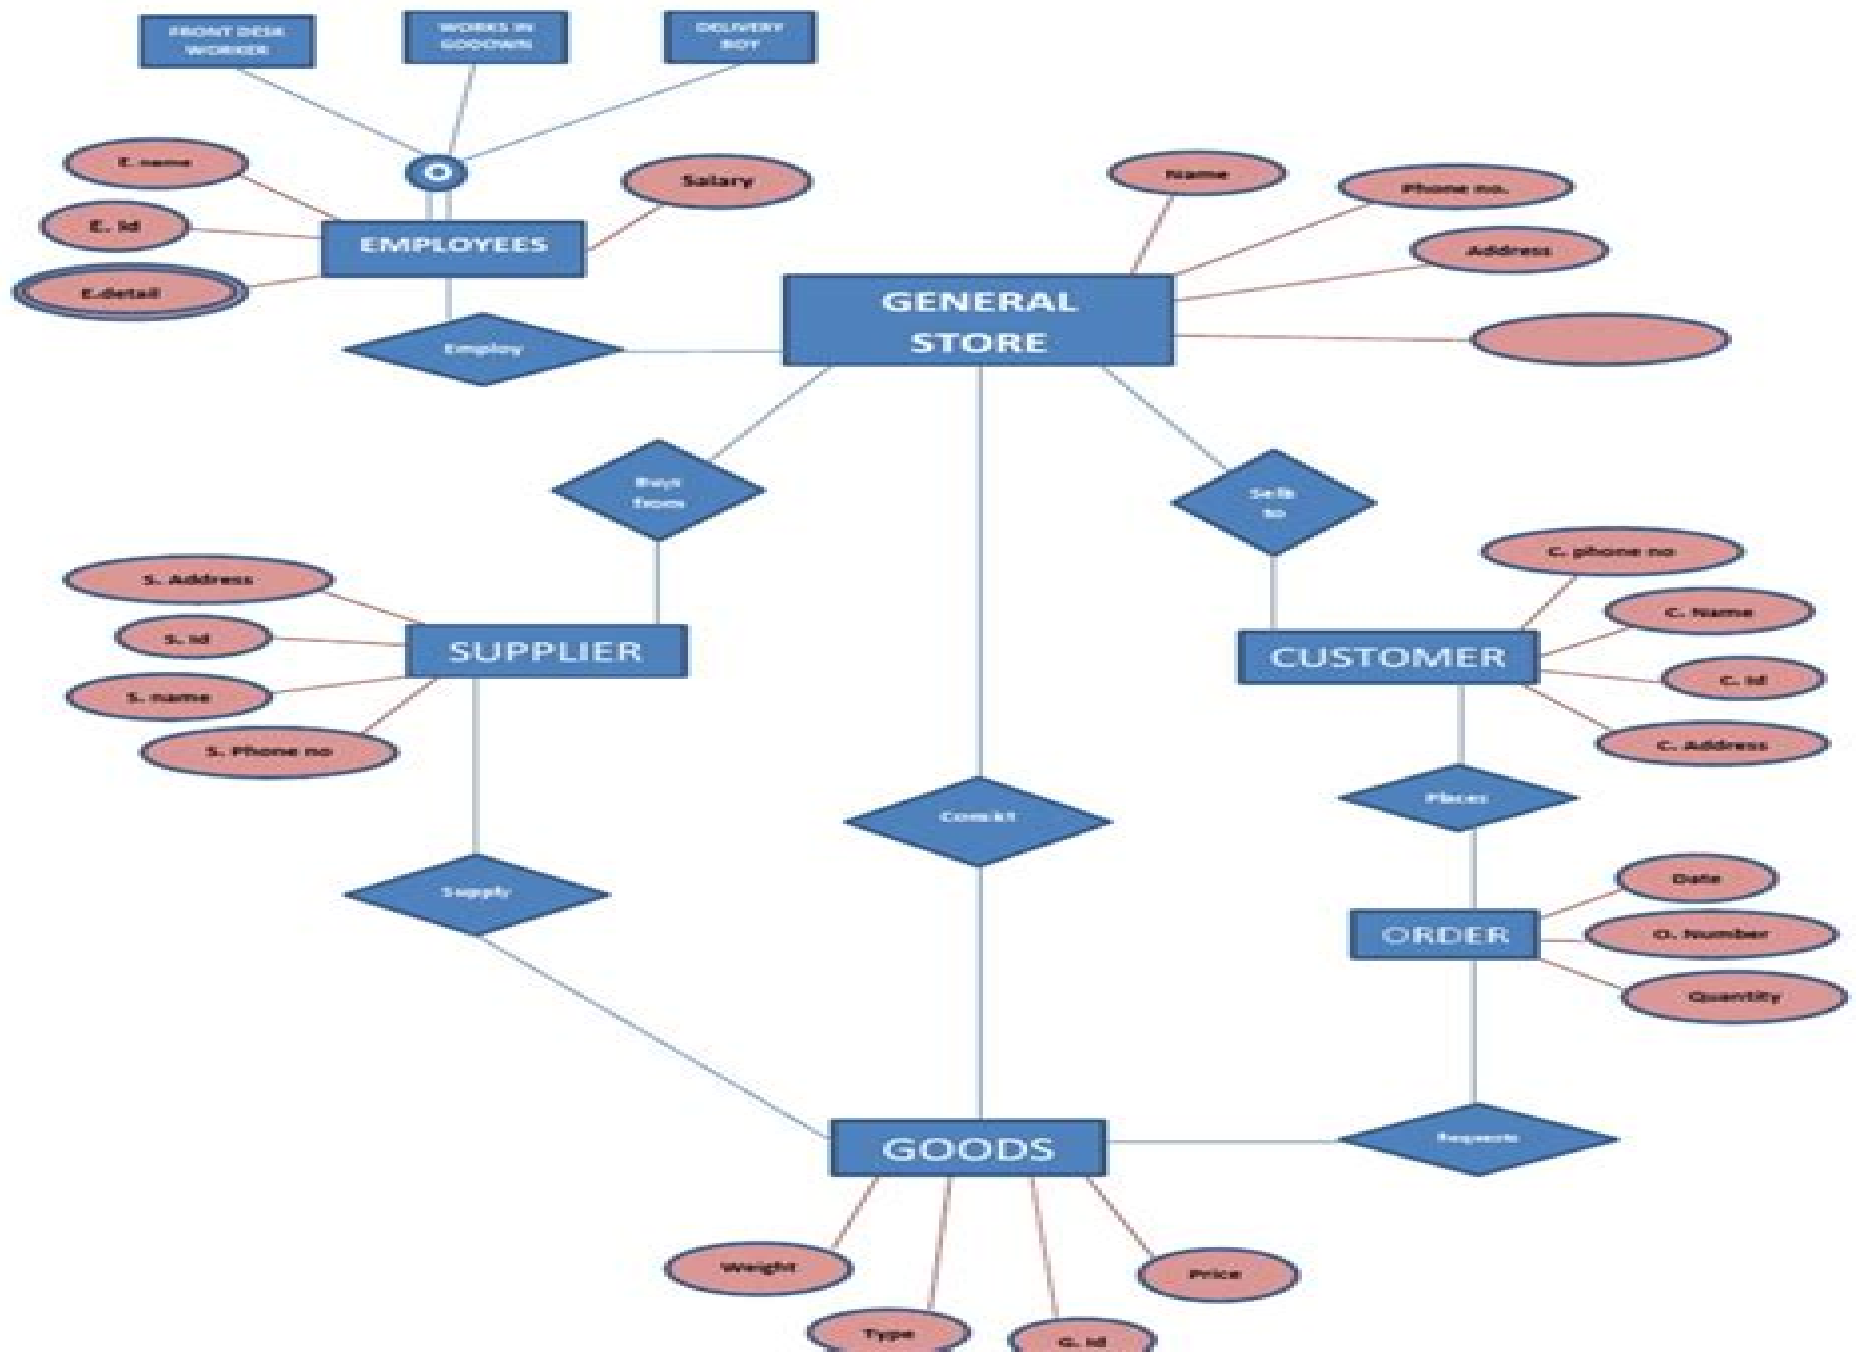 FRONT DESK
WORKER
WORKS IN
GODOWN
DELIVERY
BOY
E.name
E. Id
E.detail
Salary
EMPLOYEES
Employ
GENERAL
STORE
Name
Phone no.
Address
Buys
from
Sells
to
S. Address
S. Id
S. name
S. Phone no
SUPPLIER
CUSTOMER
C. phone no
C. Name
C. Id
C. Address
Places
Supply
ORDER
Date
O. Number
Quantity
GOODS
Weight
Type
G. Id
Price